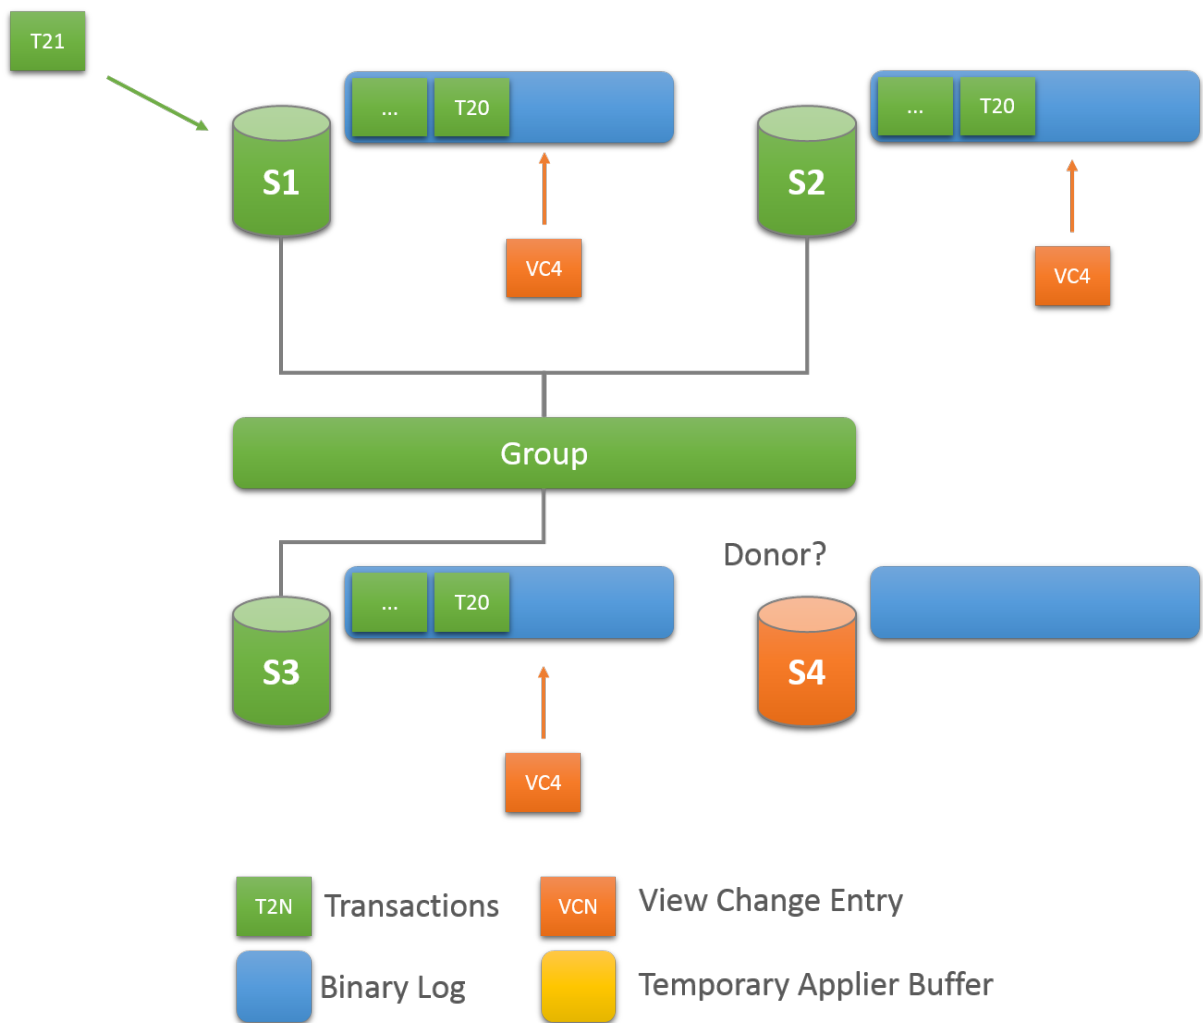 T21
... T20
S1
VC4
... T20
S2
VC4
Group
Donor?
... T20
S3
VC4
S4
T2N Transactions
VCN View Change Entry
Binary Log
Temporary Applier Buffer